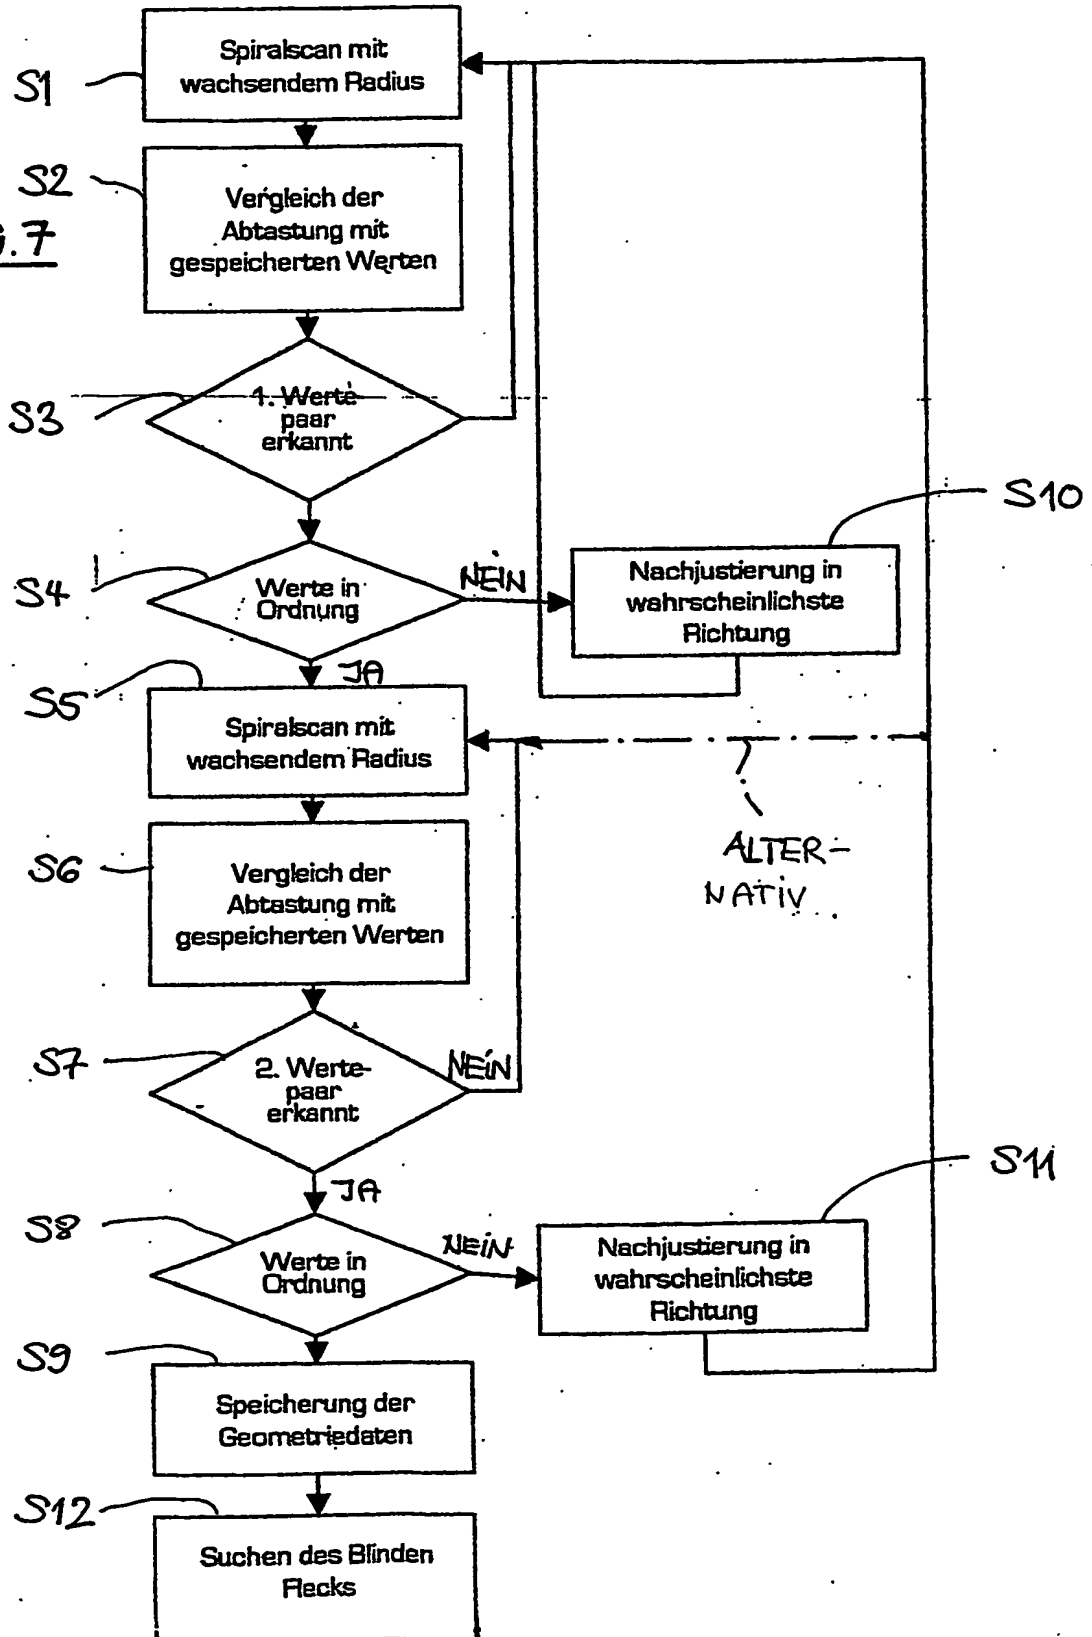 S1
Spiralscan mit
wachsendem Radius
S2
Vergleich der
Abtastung mit
gespeicherten Werten
.7
S3
1. Werte-
paar
erkannt
S4
Werte in
Ordnung
NEIN
S10
Nachjustierung in
wahrscheinlichste
Richtung
JA
S5
Spiralscan mit
wachsendem Radius
ALTER-
NATIV
S6
Vergleich der
Abtastung mit
gespeicherten Werten
S7
2. Werte-
paar
erkannt
NEIN
JA
S8
Werte in
Ordnung
NEIN
S11
Nachjustierung in
wahrscheinlichste
Richtung
S9
Speicherung der
Geometriedaten
S12
Suchen des Blinden
Flecks